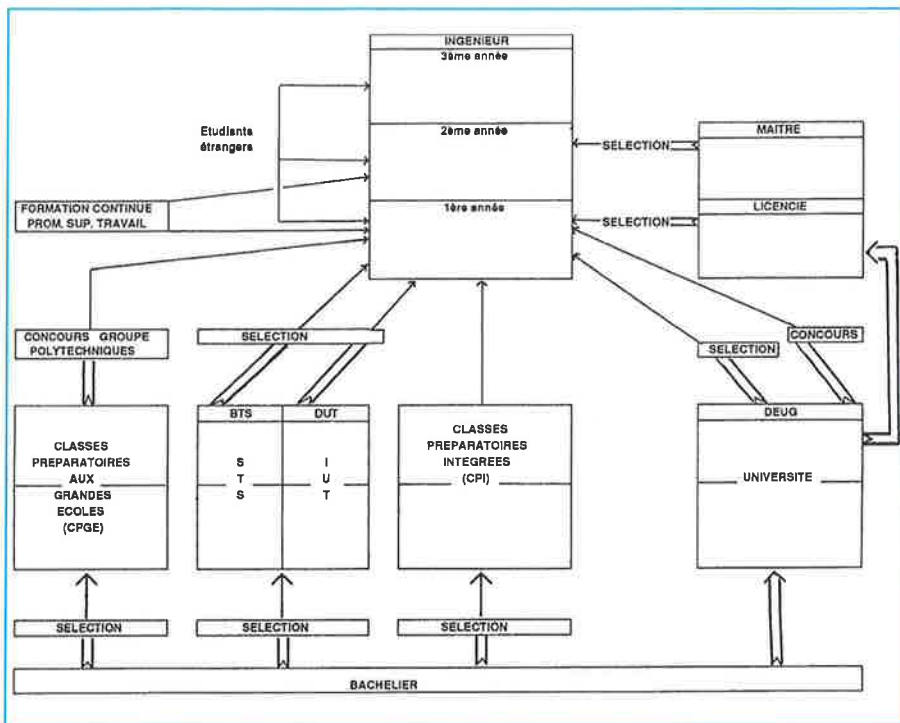 INGENIEUR
3ème année
Etudiants
étrangers
2ème année
SELECTION
MAITRE
FORMATION CONTINUE
PROM. SUP. TRAVAIL
1ère année
SELECTION
LICENCIE
CONCOURS GROUPE
POLYTECHNIQUES
SELECTION
SELECTION
CONCOURS
CLASSES
PREPARATOIRES
AUX
GRANDES
ECOLES
(CPGE)
BTS
DUT
S
T
S
I
U
T
CLASSES
PREPARATOIRES
INTEGREES
(CPI)
DEUG
UNIVERSITE
SELECTION
SELECTION
SELECTION
BACHELIER